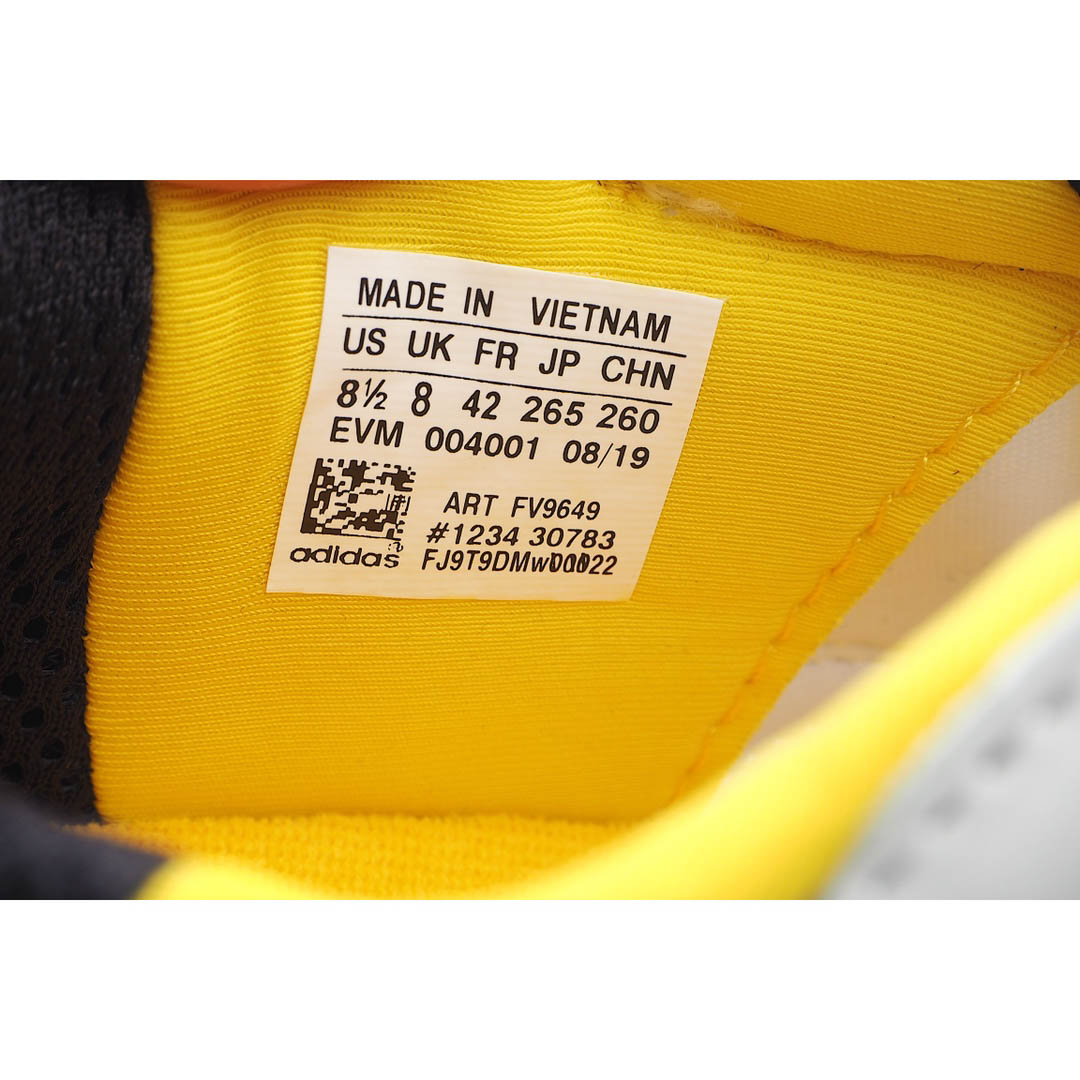 MADE IN VIETNAM
US UK FR JP CHN
8½ 8 42 265 260
EVM 004001 08/19
ART FV9649
#1234 30783
adidas